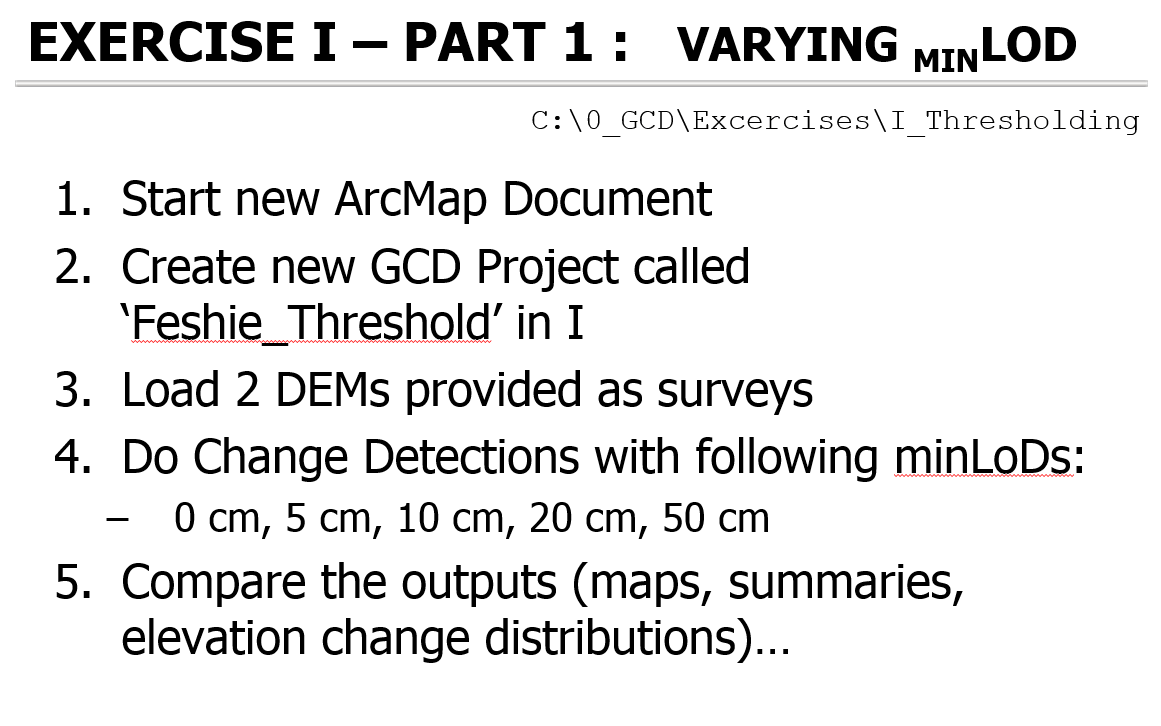 EXERCISE I – PART 1 : VARYING MINLOD
C:\0_GCD\Excercises\I_Thresholding
1. Start new ArcMap Document
2. Create new GCD Project called
‘Feshie_Threshold’ in I
3. Load 2 DEMs provided as surveys
4. Do Change Detections with following minLoDs:
– 0 cm, 5 cm, 10 cm, 20 cm, 50 cm
5. Compare the outputs (maps, summaries,
elevation change distributions)…